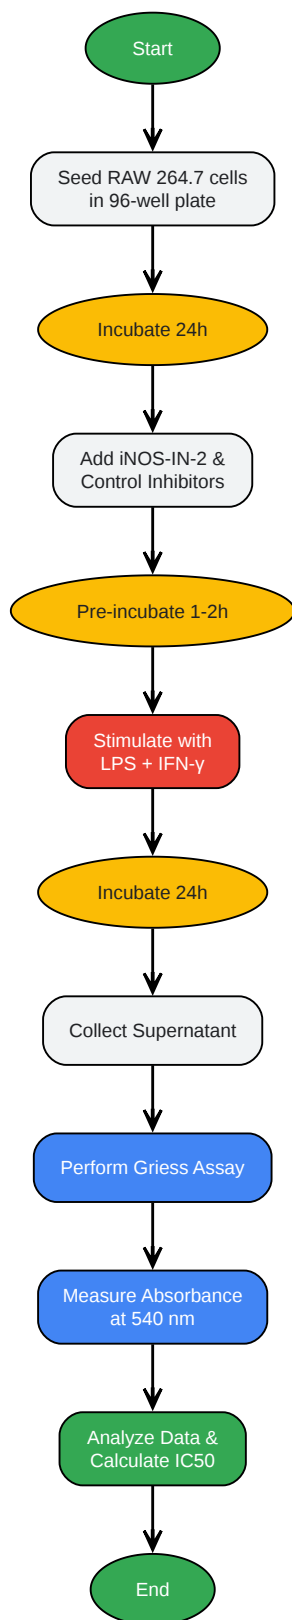 Start
Seed RAW 264.7 cells
in 96-well plate
Incubate 24h
Add iNOS-IN-2 &
Control Inhibitors
Pre-incubate 1-2h
Stimulate with
LPS + IFN-γ
Incubate 24h
Collect Supernatant
Perform Griess Assay
Measure Absorbance
at 540 nm
Analyze Data &
Calculate IC50
End